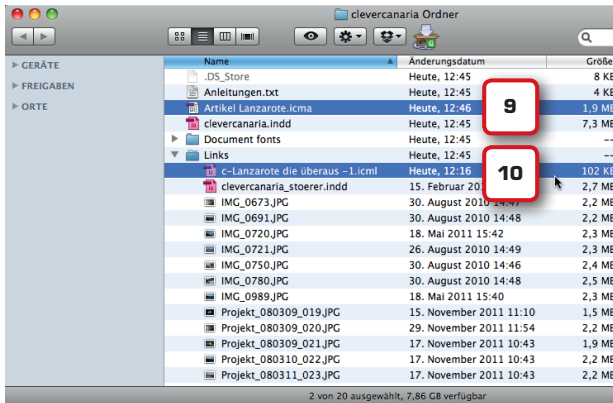 clevercanaria Ordner
GERÄTE
FREIGABEN
ORTE
Name Änderungsdatum Größe
.DS_Store Heute, 12:45 8 KB
Anleitungen.txt Heute, 12:45 4 KB
Artikel Lanzarote.icma Heute, 12:46 1,9 MB
9
clevercanaria.indd Heute, 12:45 7,3 MB
Document fonts Heute, 12:45 --
Links Heute, 12:45 --
c-Lanzarote die überaus -1.icml Heute, 12:16 102 KB
10
clevercanaria_stoerer.indd 15. Februar 2,7 MB
IMG_0673.JPG 30. August 2010 14:47 2,2 MB
IMG_0691.JPG 30. August 2010 14:48 2,2 MB
IMG_0720.JPG 18. Mai 2011 15:42 2,3 MB
IMG_0721.JPG 26. August 2010 14:49 2,3 MB
IMG_0750.JPG 30. August 2010 14:46 2,4 MB
IMG_0780.JPG 30. August 2010 14:48 2,5 MB
IMG_0989.JPG 18. Mai 2011 15:40 2,3 MB
Projekt_080309_019.JPG 15. November 2011 11:10 1,5 MB
Projekt_080309_020.JPG 29. November 2011 11:54 2,2 MB
Projekt_080309_021.JPG 17. November 2011 10:43 1,9 MB
Projekt_080310_022.JPG 17. November 2011 10:43 2,2 MB
Projekt_080311_023.JPG 17. November 2011 10:43 2,2 MB
2 von 20 ausgewählt, 7,86 GB verfügbar